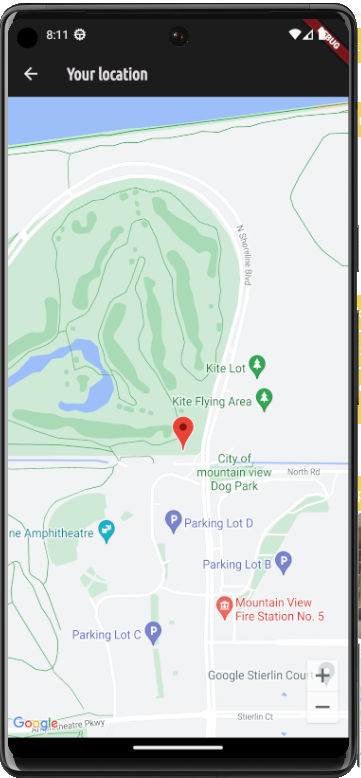 8:11
DEBUG
Your location
N Shoreline Blvd
Kite Lot
Kite Flying Area
City of
mountain view
Dog Park
North Rd
Parking Lot D
ne Amphitheatre
Parking Lot B
Mountain View
Fire Station No. 5
Parking Lot C
Google Stierlin Court
+
−
Stierlin Ct
Google
theatre Pkwy